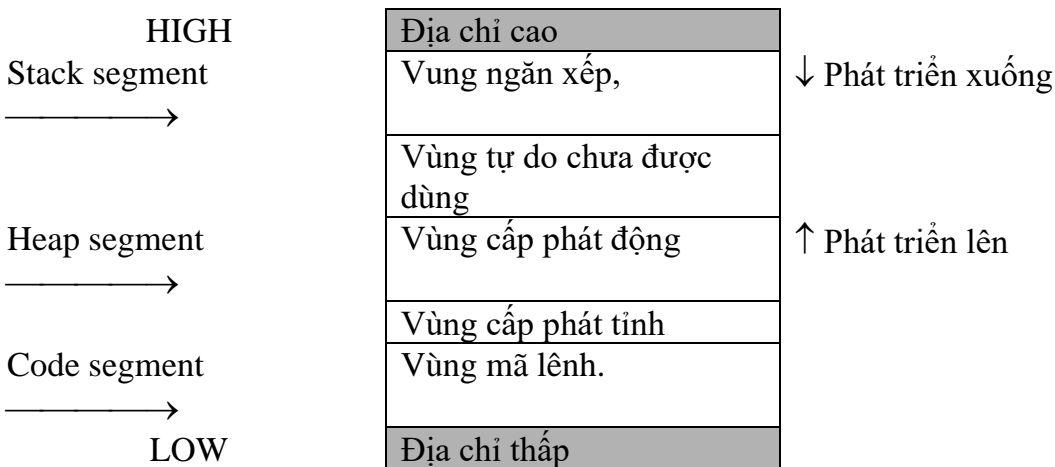 HIGH Địa chỉ cao
Stack segment Vung ngăn xếp, ↓ Phát triển xuống
Vùng tự do chưa được
dùng
Heap segment Vùng cấp phát động ↑ Phát triển lên
Vùng cấp phát tỉnh
Code segment Vùng mã lênh.
LOW Địa chỉ thấp